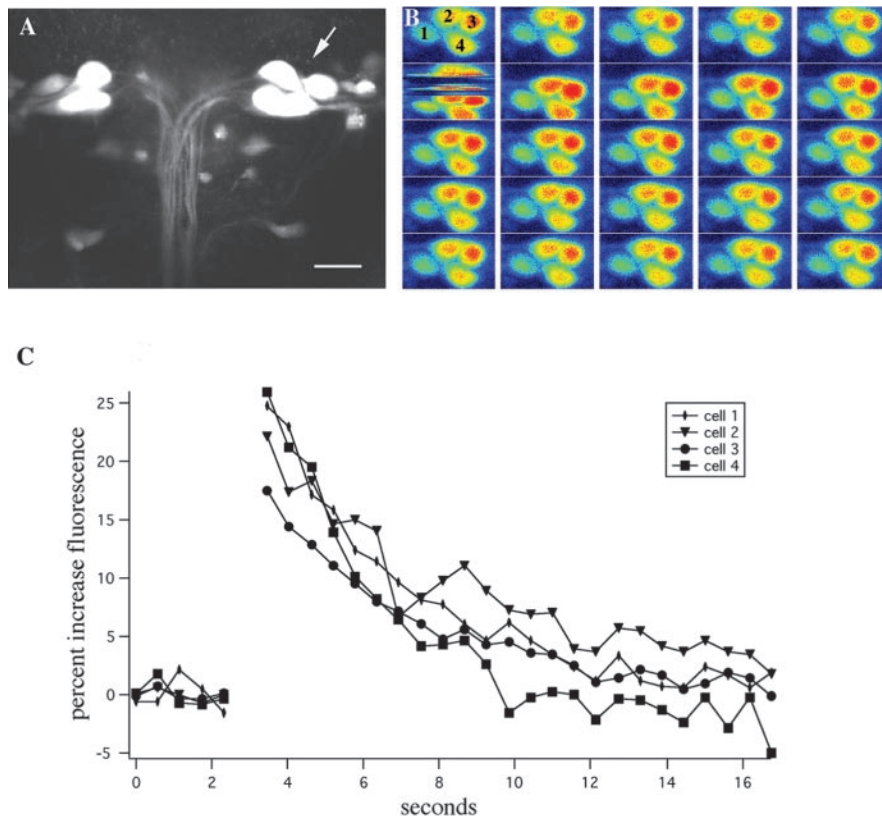 A
B
2
3
1
4
C
percent increase fluorescence
25
20
15
10
5
0
-5
cell 1
cell 2
cell 3
cell 4
0 2 4 6 8 10 12 14 16
seconds